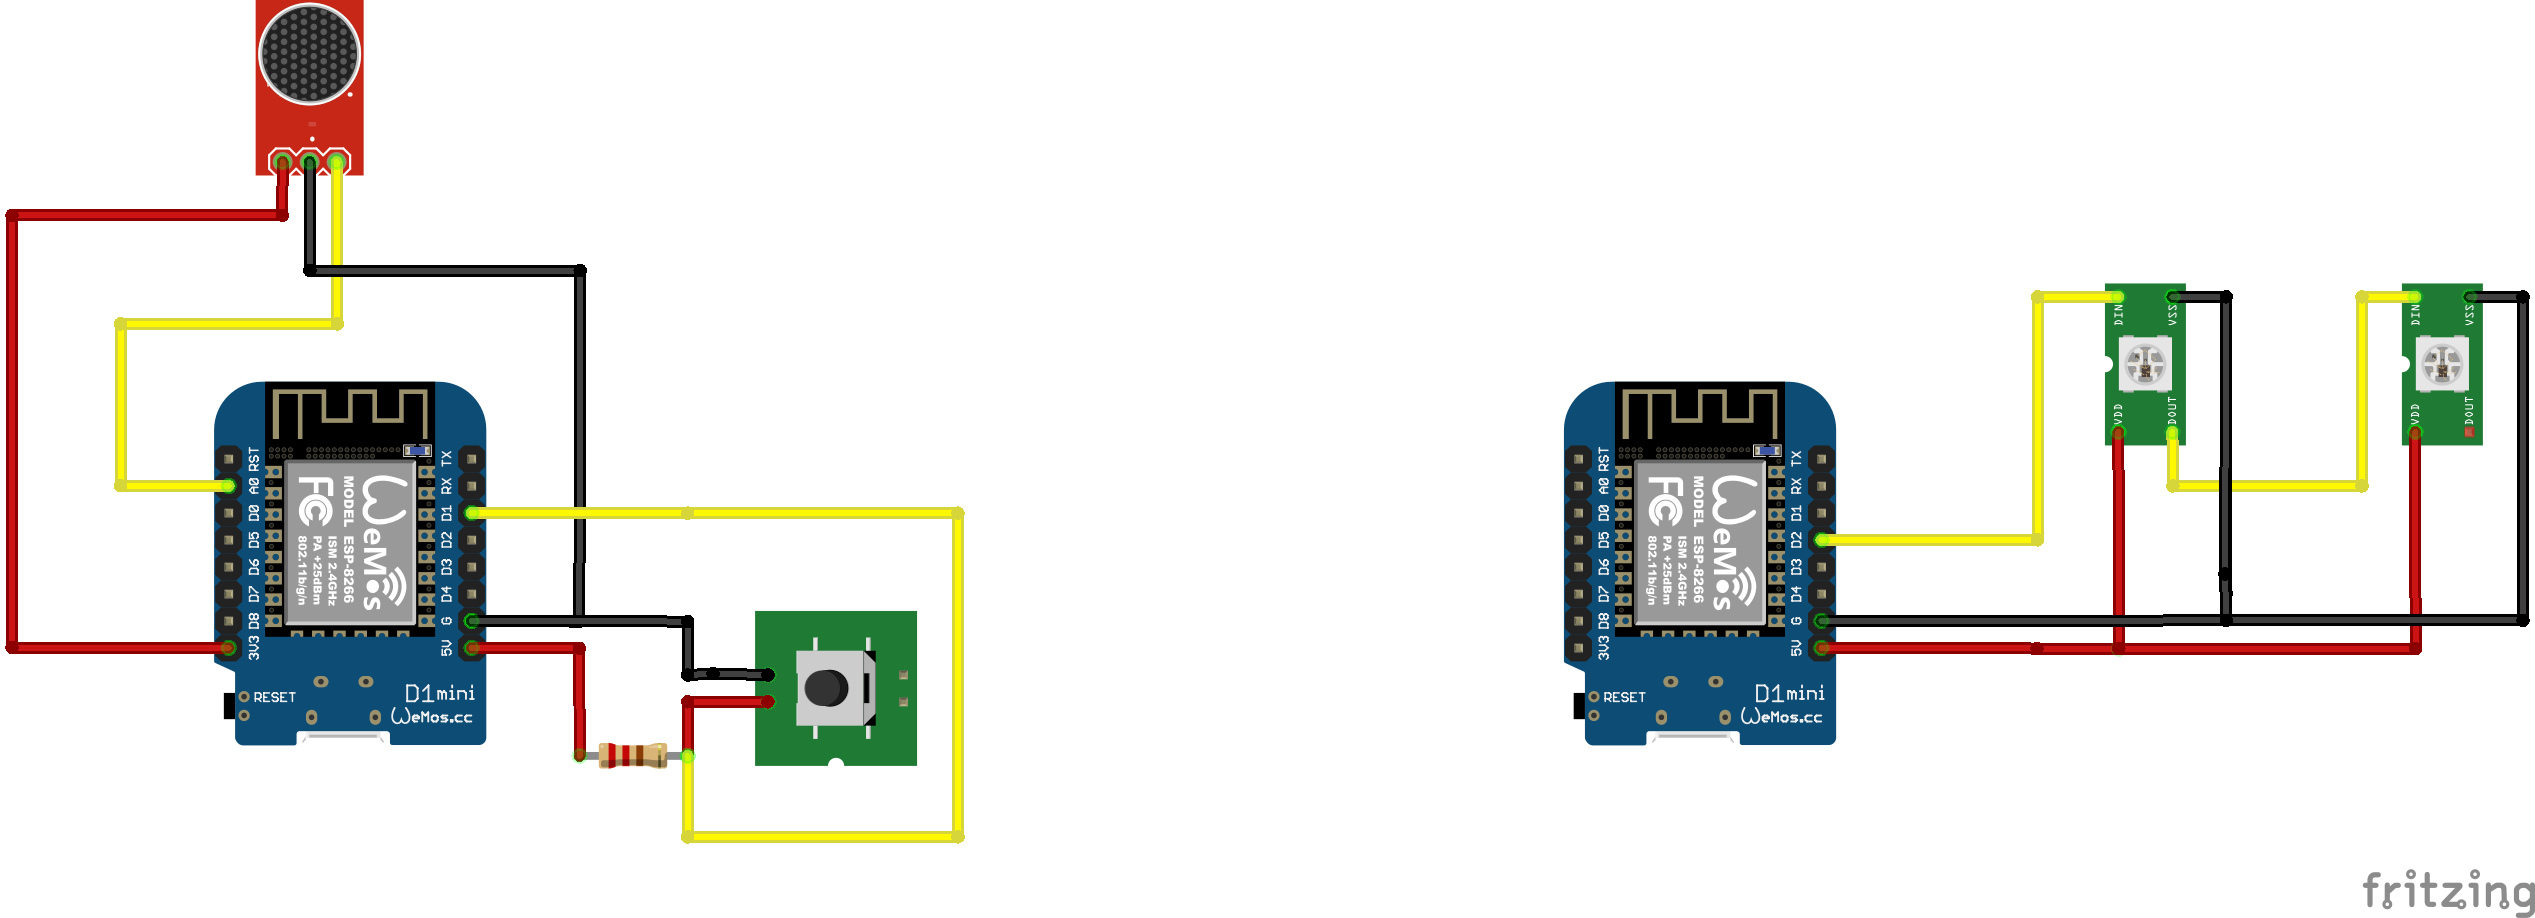 RST
A0
D0
D5
D6
D7
D8
3V3
TX
RX
D1
D2
D3
D4
G
5V
WeMos
MODEL ESP-8266
ISM 2.4GHz
PA +25dBm
802.11b/g/n
FC
RESET
D1mini
WeMos.cc
RST
A0
D0
D5
D6
D7
D8
3V3
TX
RX
D1
D2
D3
D4
G
5V
WeMos
MODEL ESP-8266
ISM 2.4GHz
PA +25dBm
802.11b/g/n
FC
RESET
D1mini
WeMos.cc
DIN
VSS
VDD
DOUT
DIN
VSS
VDD
DOUT
fritzing